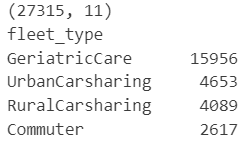 (27315, 11)
fleet_type
GeriatricCare 15956
UrbanCarsharing 4653
RuralCarsharing 4089
Commuter 2617